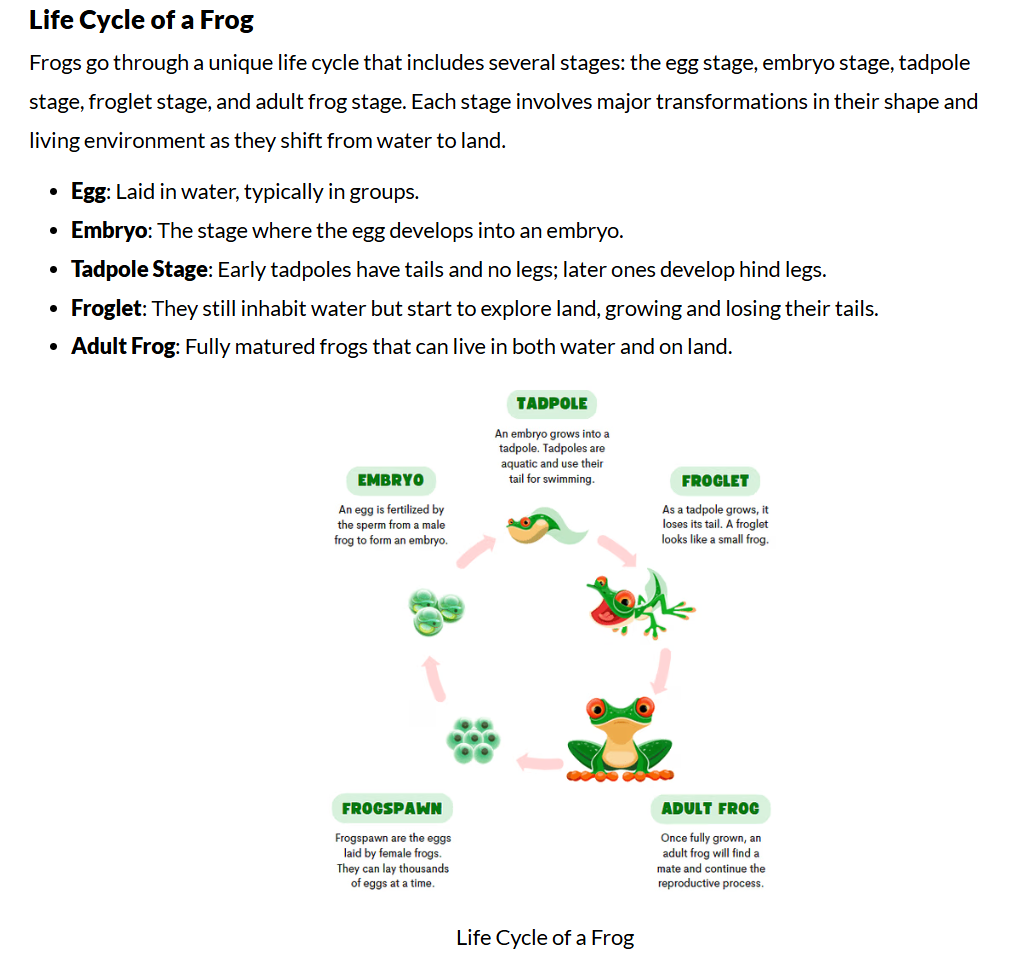 Life Cycle of a Frog
Frogs go through a unique life cycle that includes several stages: the egg stage, embryo stage, tadpole
stage, froglet stage, and adult frog stage. Each stage involves major transformations in their shape and
living environment as they shift from water to land.
• Egg: Laid in water, typically in groups.
• Embryo: The stage where the egg develops into an embryo.
• Tadpole Stage: Early tadpoles have tails and no legs; later ones develop hind legs.
• Froglet: They still inhabit water but start to explore land, growing and losing their tails.
• Adult Frog: Fully matured frogs that can live in both water and on land.
TADPOLE
An embryo grows into a
tadpole. Tadpoles are
aquatic and use their
tail for swimming.
EMBRYO
An egg is fertilized by
the sperm from a male
frog to form an embryo.
FROGLET
As a tadpole grows, it
loses its tail. A froglet
looks like a small frog.
FROGSPAWN
Frogspawn are the eggs
laid by female frogs.
They can lay thousands
of eggs at a time.
ADULT FROG
Once fully grown, an
adult frog will find a
mate and continue the
reproductive process.
Life Cycle of a Frog